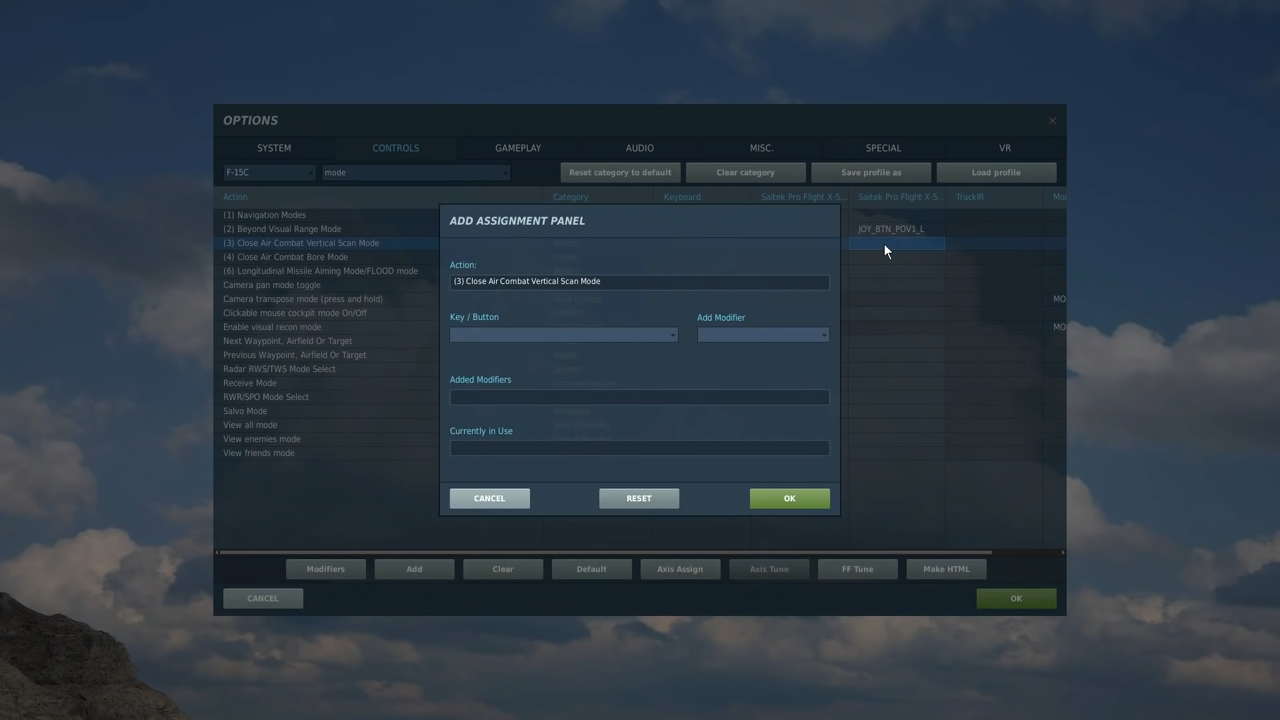 OPTIONS
SYSTEM CONTROLS GAMEPLAY AUDIO MISC. SPECIAL VR
F-15C mode Reset category to default Clear category Save profile as Load profile
Action Category Keyboard Saitek Pro Flight X-5... Saitek Pro Flight X-5... TrackIR Mou
(1) Navigation Modes
(2) Beyond Visual Range Mode JOY_BTN_POV1_L
(3) Close Air Combat Vertical Scan Mode
(4) Close Air Combat Bore Mode
(6) Longitudinal Missile Aiming Mode/FLOOD mode
Camera pan mode toggle
Camera transpose mode (press and hold) MO
Clickable mouse cockpit mode On/Off
Enable visual recon mode MO
Next Waypoint, Airfield Or Target
Previous Waypoint, Airfield Or Target
Radar RWS/TWS Mode Select
Receive Mode
RWR/SPO Mode Select
Salvo Mode
View all mode
View enemies mode
View friends mode
ADD ASSIGNMENT PANEL
Action:
(3) Close Air Combat Vertical Scan Mode
Key / Button Add Modifier
Added Modifiers
Currently in Use
CANCEL RESET OK
Modifiers Add Clear Default Axis Assign Axis Tune FF Tune Make HTML
CANCEL OK